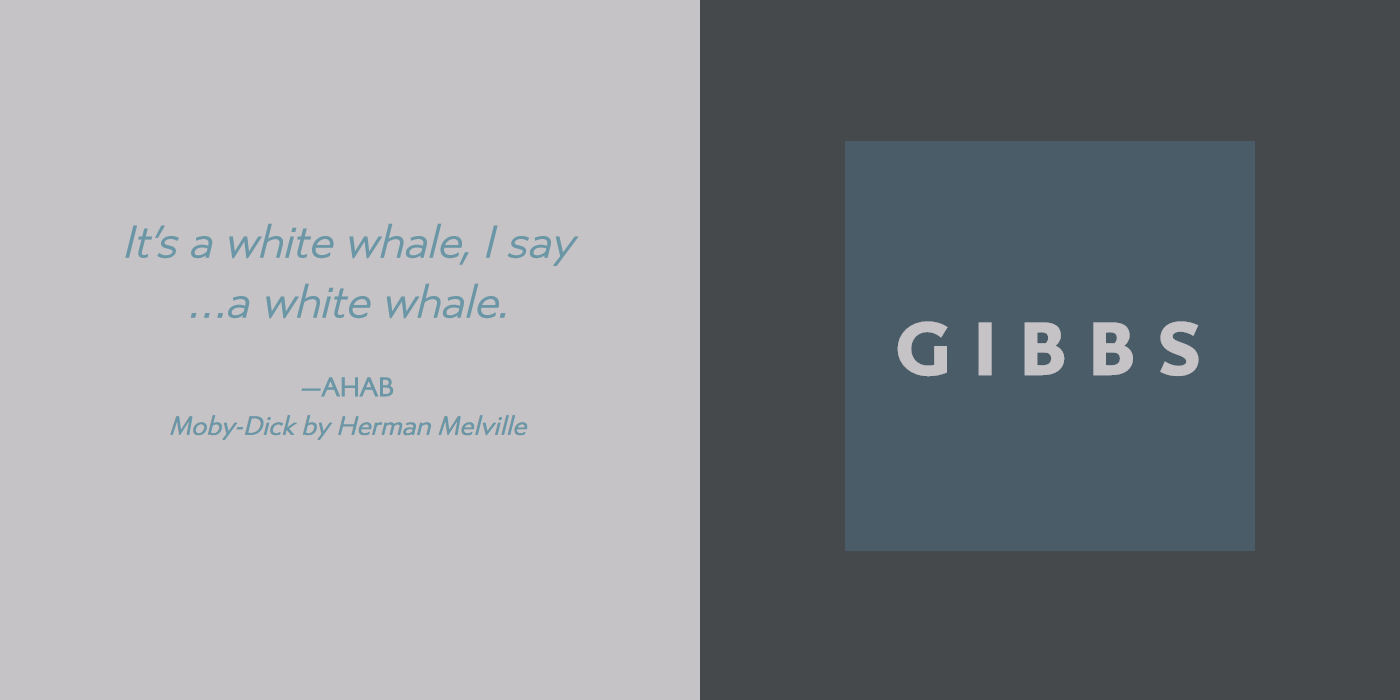 It’s a white whale, I say
...a white whale.
—AHAB
Moby-Dick by Herman Melville
GIBBS